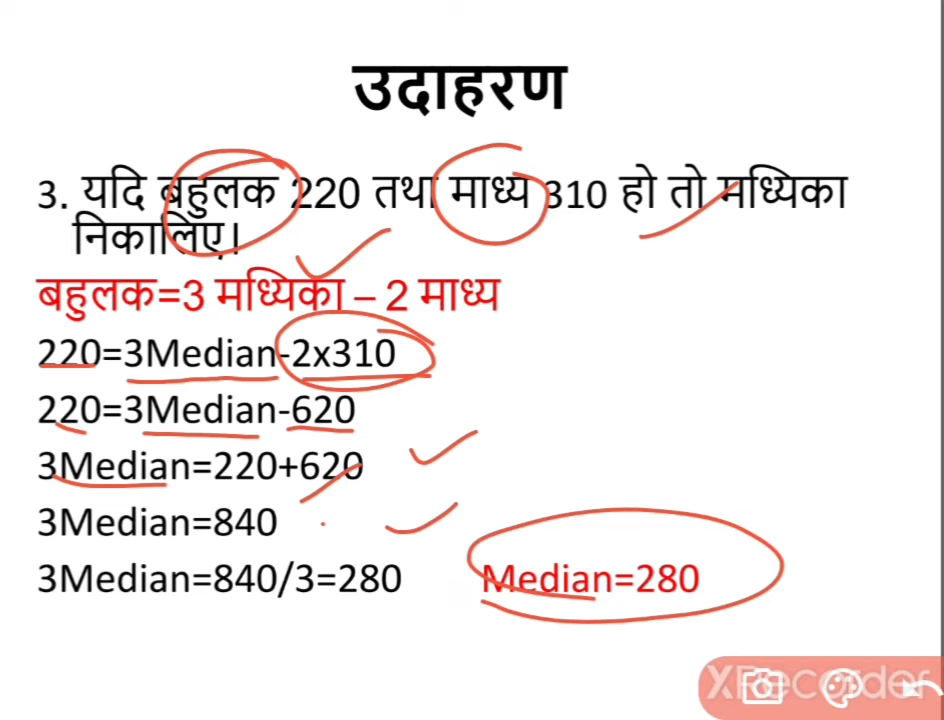 उदाहरण
3. यदि बहुलक 220 तथा माध्य 310 हो तो मध्यिका
निकालिए।
बहुलक=3 मध्यिका – 2 माध्य
220=3Median-2x310
220=3Median-620
3Median=220+620
3Median=840
3Median=840/3=280 Median=280
XRecorder